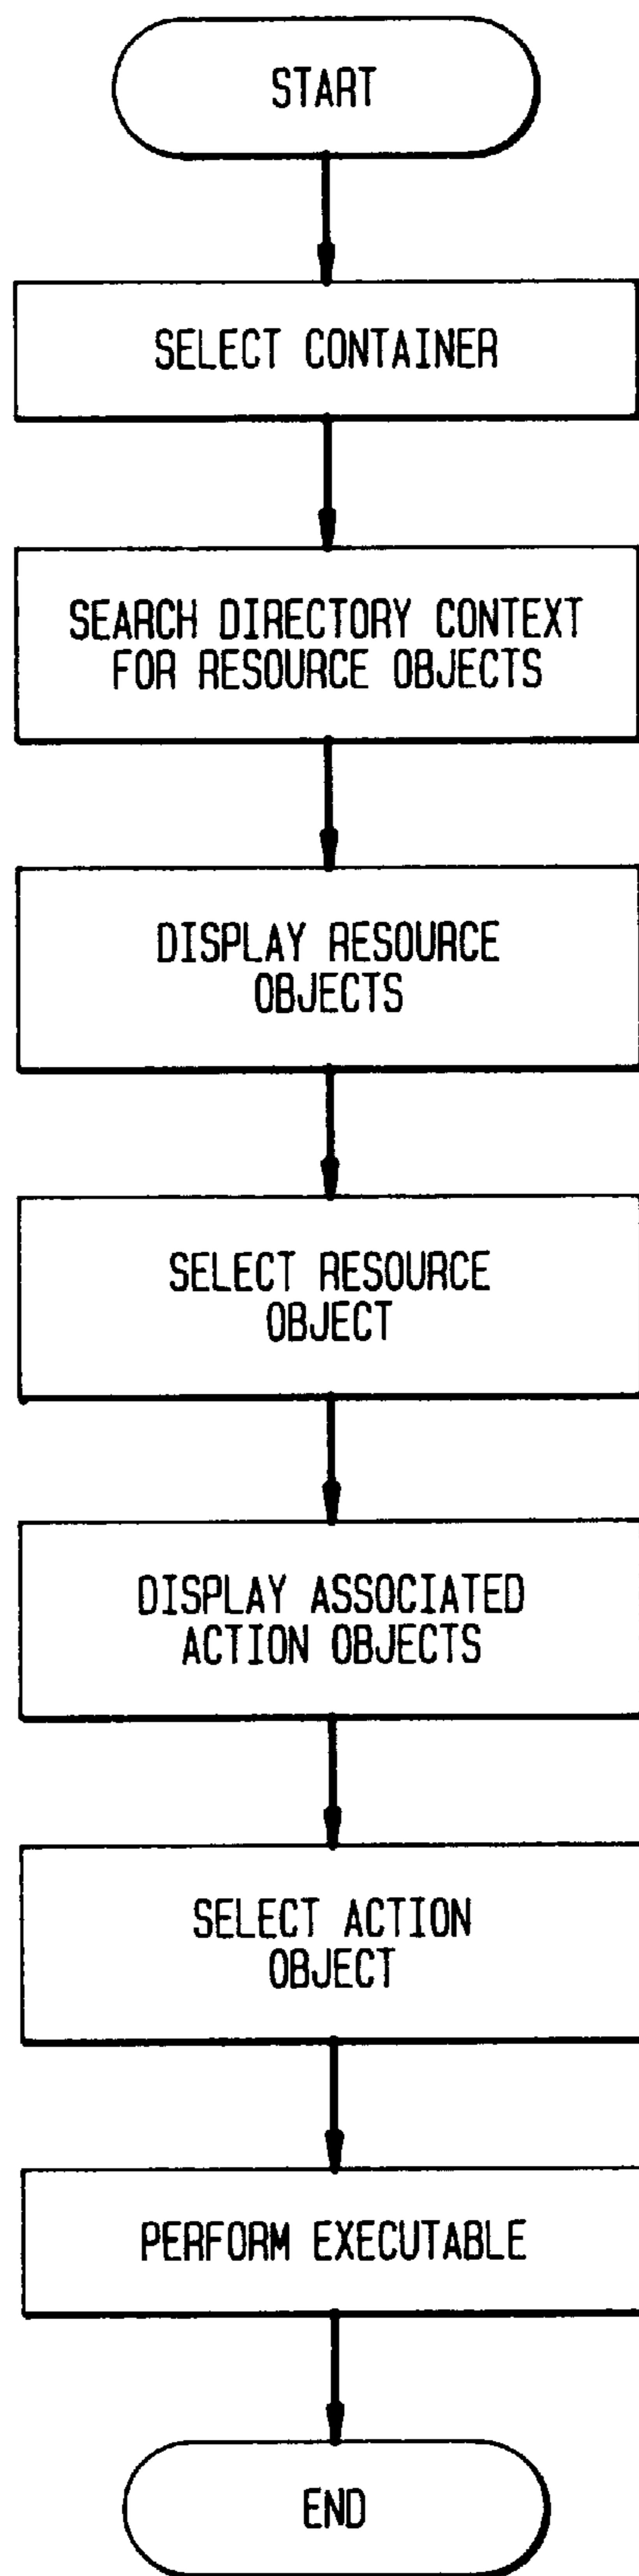 START
SELECT CONTAINER
SEARCH DIRECTORY CONTEXT
FOR RESOURCE OBJECTS
DISPLAY RESOURCE
OBJECTS
SELECT RESOURCE
OBJECT
DISPLAY ASSOCIATED
ACTION OBJECTS
SELECT ACTION
OBJECT
PERFORM EXECUTABLE
END